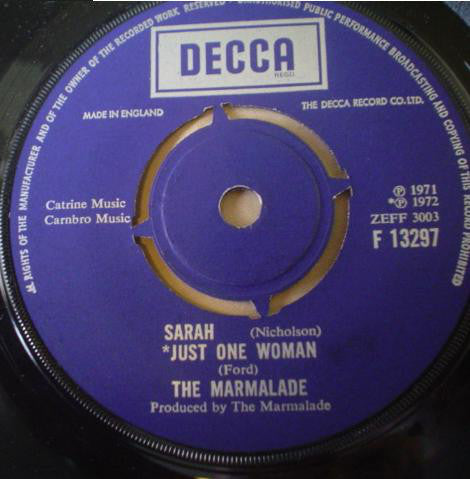 ALL RIGHTS OF THE MANUFACTURER AND OF THE OWNER OF THE RECORDED WORK RESERVED · UNAUTHORISED PUBLIC PERFORMANCE BROADCASTING AND COPYING OF THIS RECORD PROHIBITED
DECCA
REGD.
MADE IN ENGLAND
THE DECCA RECORD CO. LTD.
Catrine Music
Carnbro Music
℗ 1971
*℗ 1972
ZEFF 3003
F 13297
SARAH (Nicholson)
*JUST ONE WOMAN
(Ford)
THE MARMALADE
Produced by The Marmalade